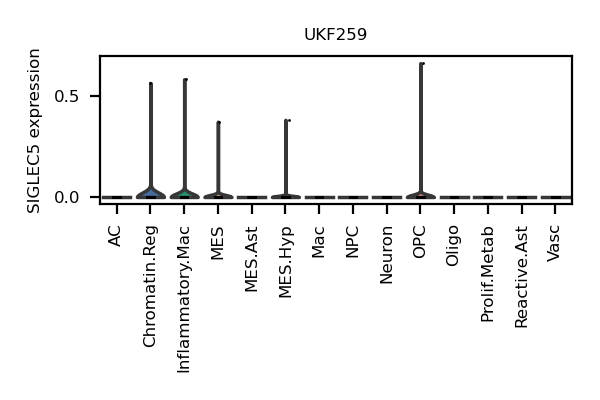 UKF259
SIGLEC5 expression
0.5
0.0
AC
Chromatin.Reg
Inflammatory.Mac
MES
MES.Ast
MES.Hyp
Mac
NPC
Neuron
OPC
Oligo
Prolif.Metab
Reactive.Ast
Vasc